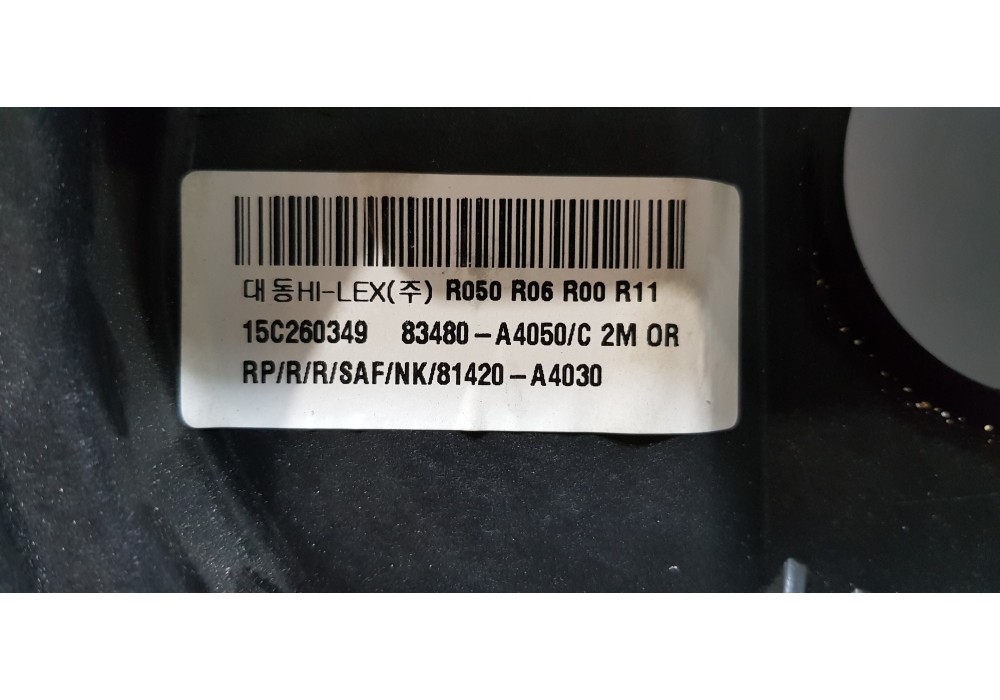 대동HI-LEX(주) R050 R06 R00 R11
15C260349 83480-A4050/C 2M OR
RP/R/R/SAF/NK/81420-A4030